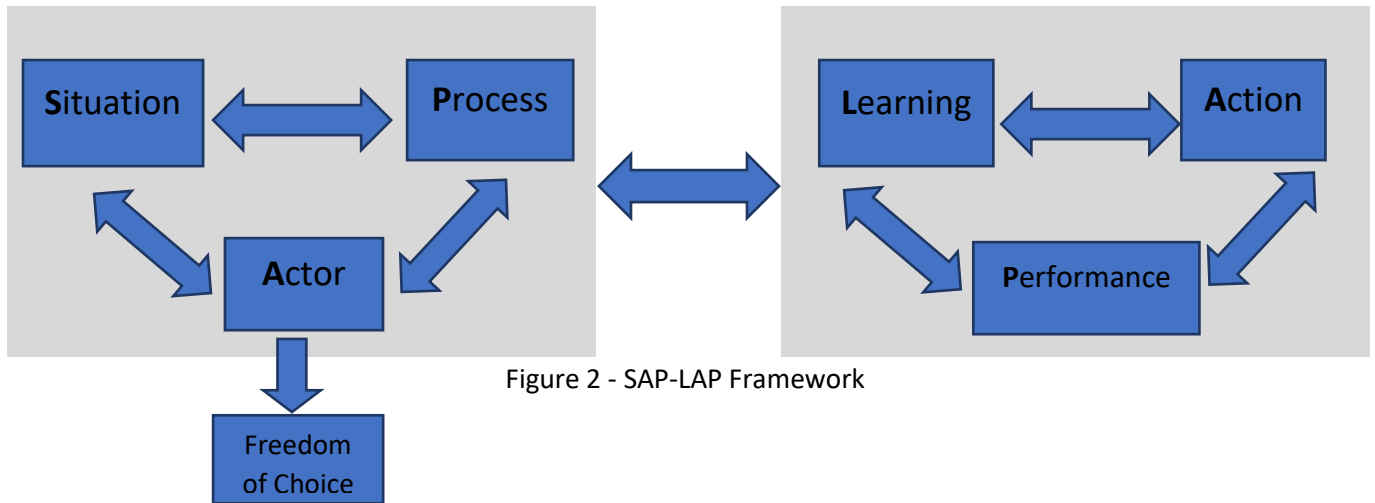 Situation
Process
Learning
Action
Actor
Performance
Figure 2 - SAP-LAP Framework
Freedom
of Choice